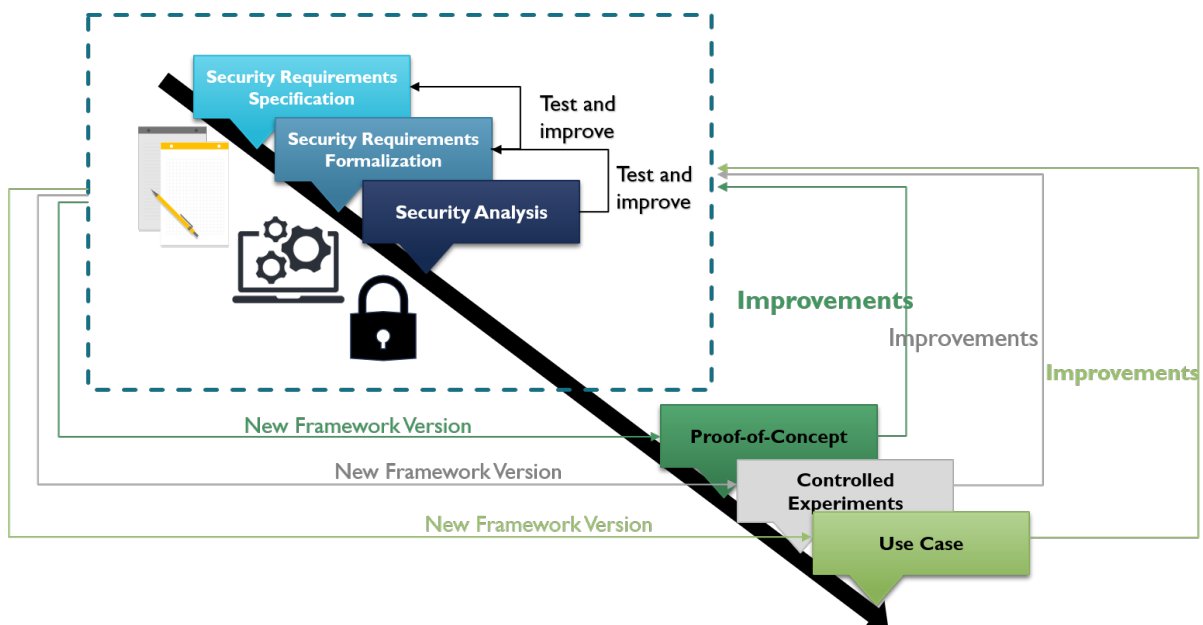 Security Requirements
Specification
Test and
improve
Security Requirements
Formalization
Test and
improve
Security Analysis
Improvements
Improvements
Improvements
New Framework Version
Proof-of-Concept
New Framework Version
Controlled
Experiments
New Framework Version
Use Case